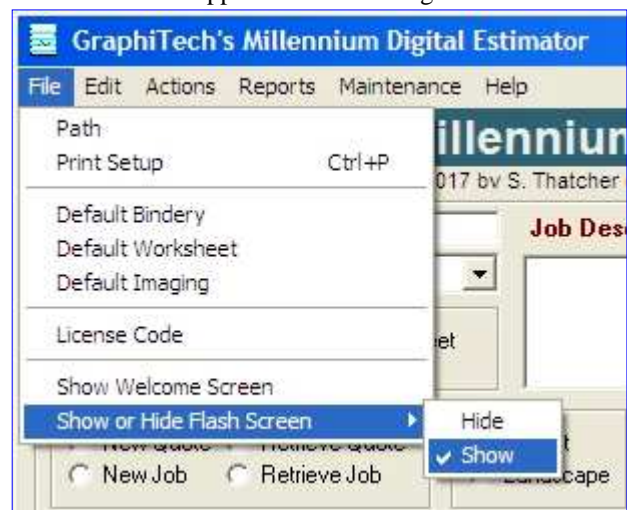 GraphiTech's Millennium Digital Estimator
File Edit Actions Reports Maintenance Help
Path
Print Setup Ctrl+P
Default Bindery
Default Worksheet
Default Imaging
License Code
Show Welcome Screen
Show or Hide Flash Screen
Hide
Show
illenniun
017 by S. Thatcher
Job Des
et
New Job Retrieve Job